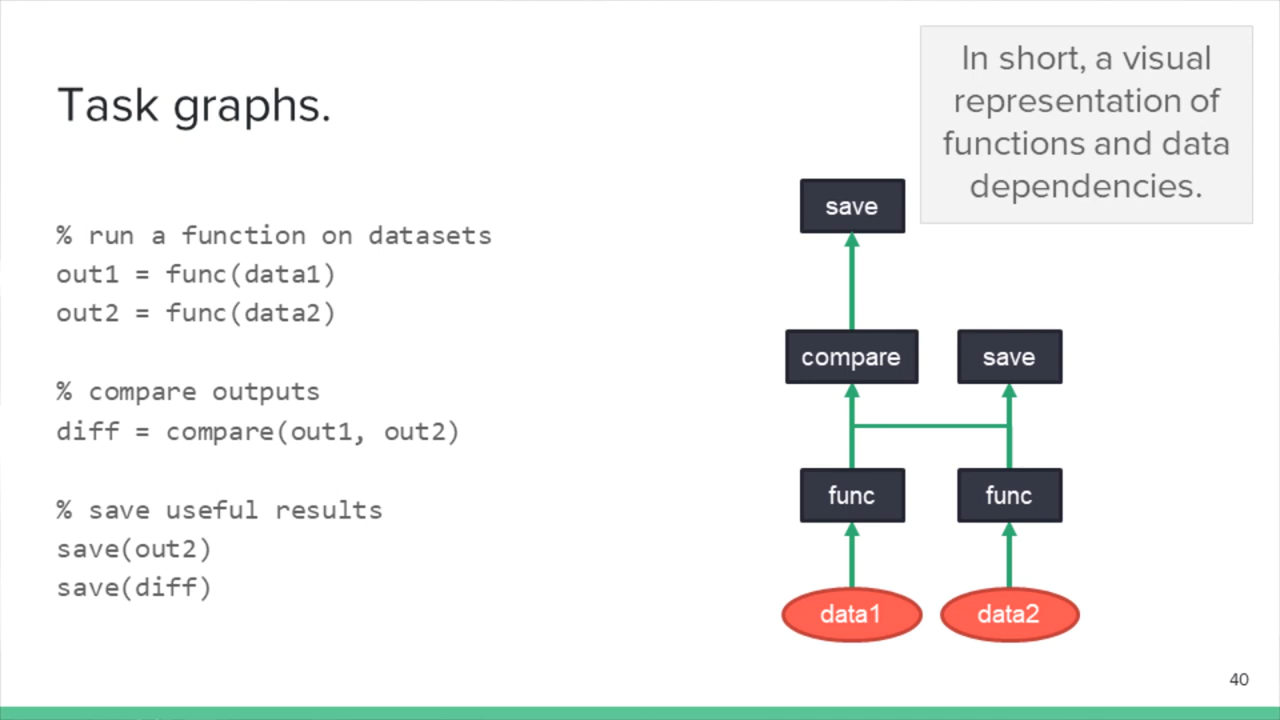 Task graphs.
In short, a visual
representation of
functions and data
dependencies.
% run a function on datasets
out1 = func(data1)
out2 = func(data2)
% compare outputs
diff = compare(out1, out2)
% save useful results
save(out2)
save(diff)
save
compare
save
func
func
data1
data2
40